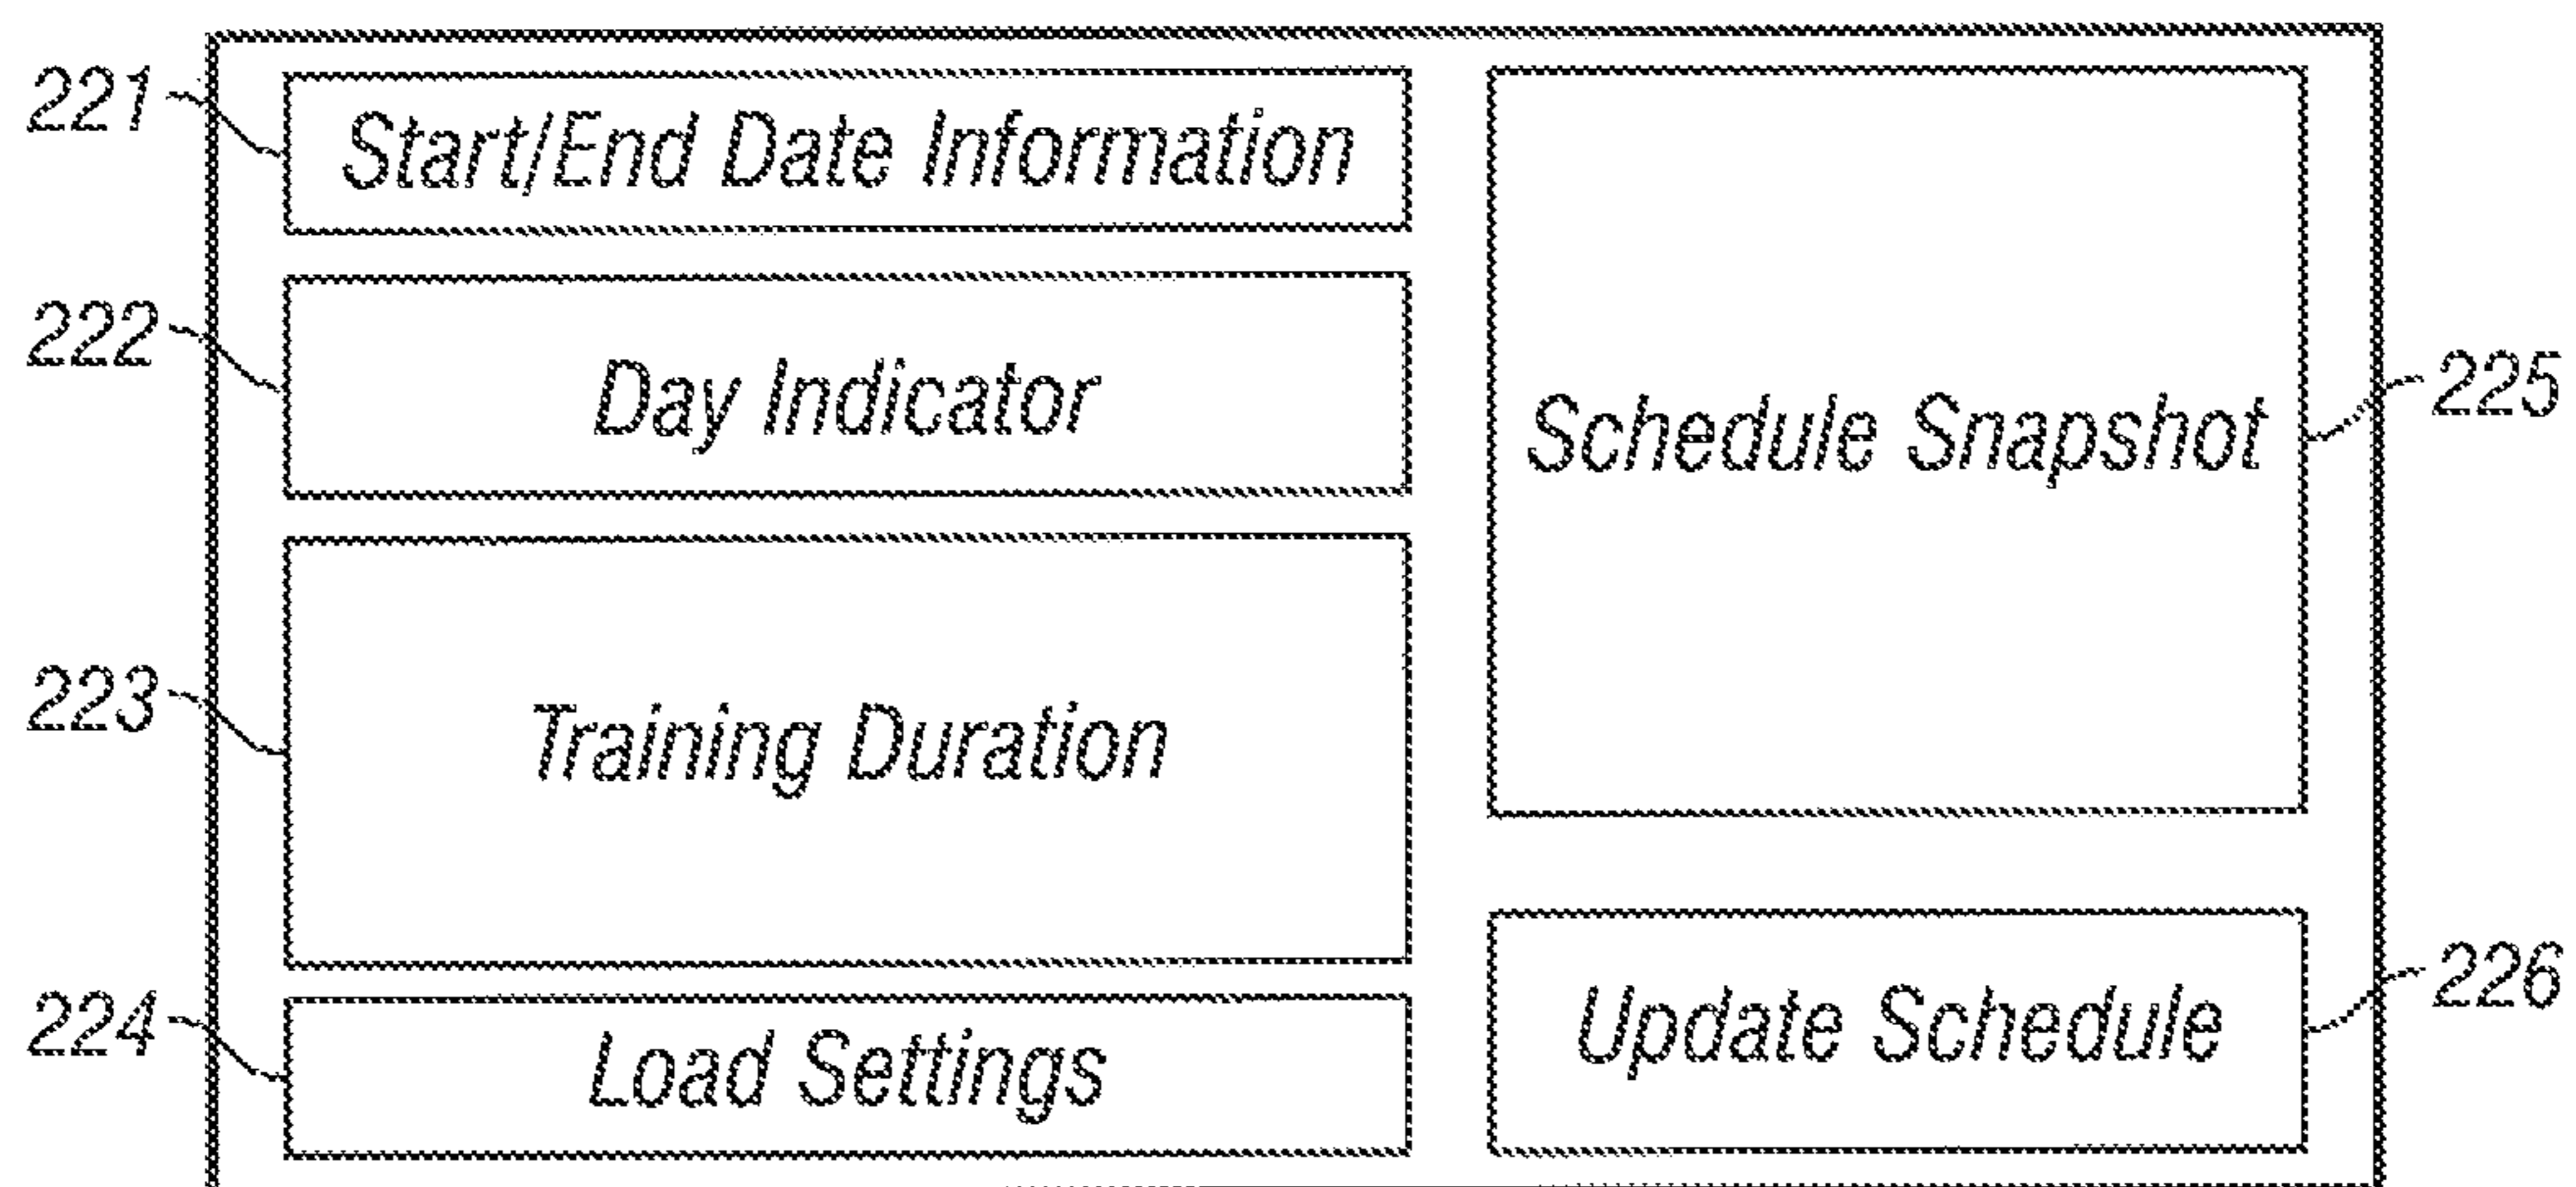 221
Start/End Date Information
222
Day Indicator
223
Training Duration
224
Load Settings
Schedule Snapshot
225
Update Schedule
226